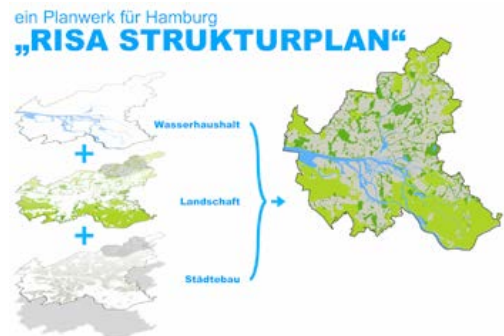 ein Planwerk für Hamburg
„RISA STRUKTURPLAN“
Wasserhaushalt
+
Landschaft
+
Städtebau